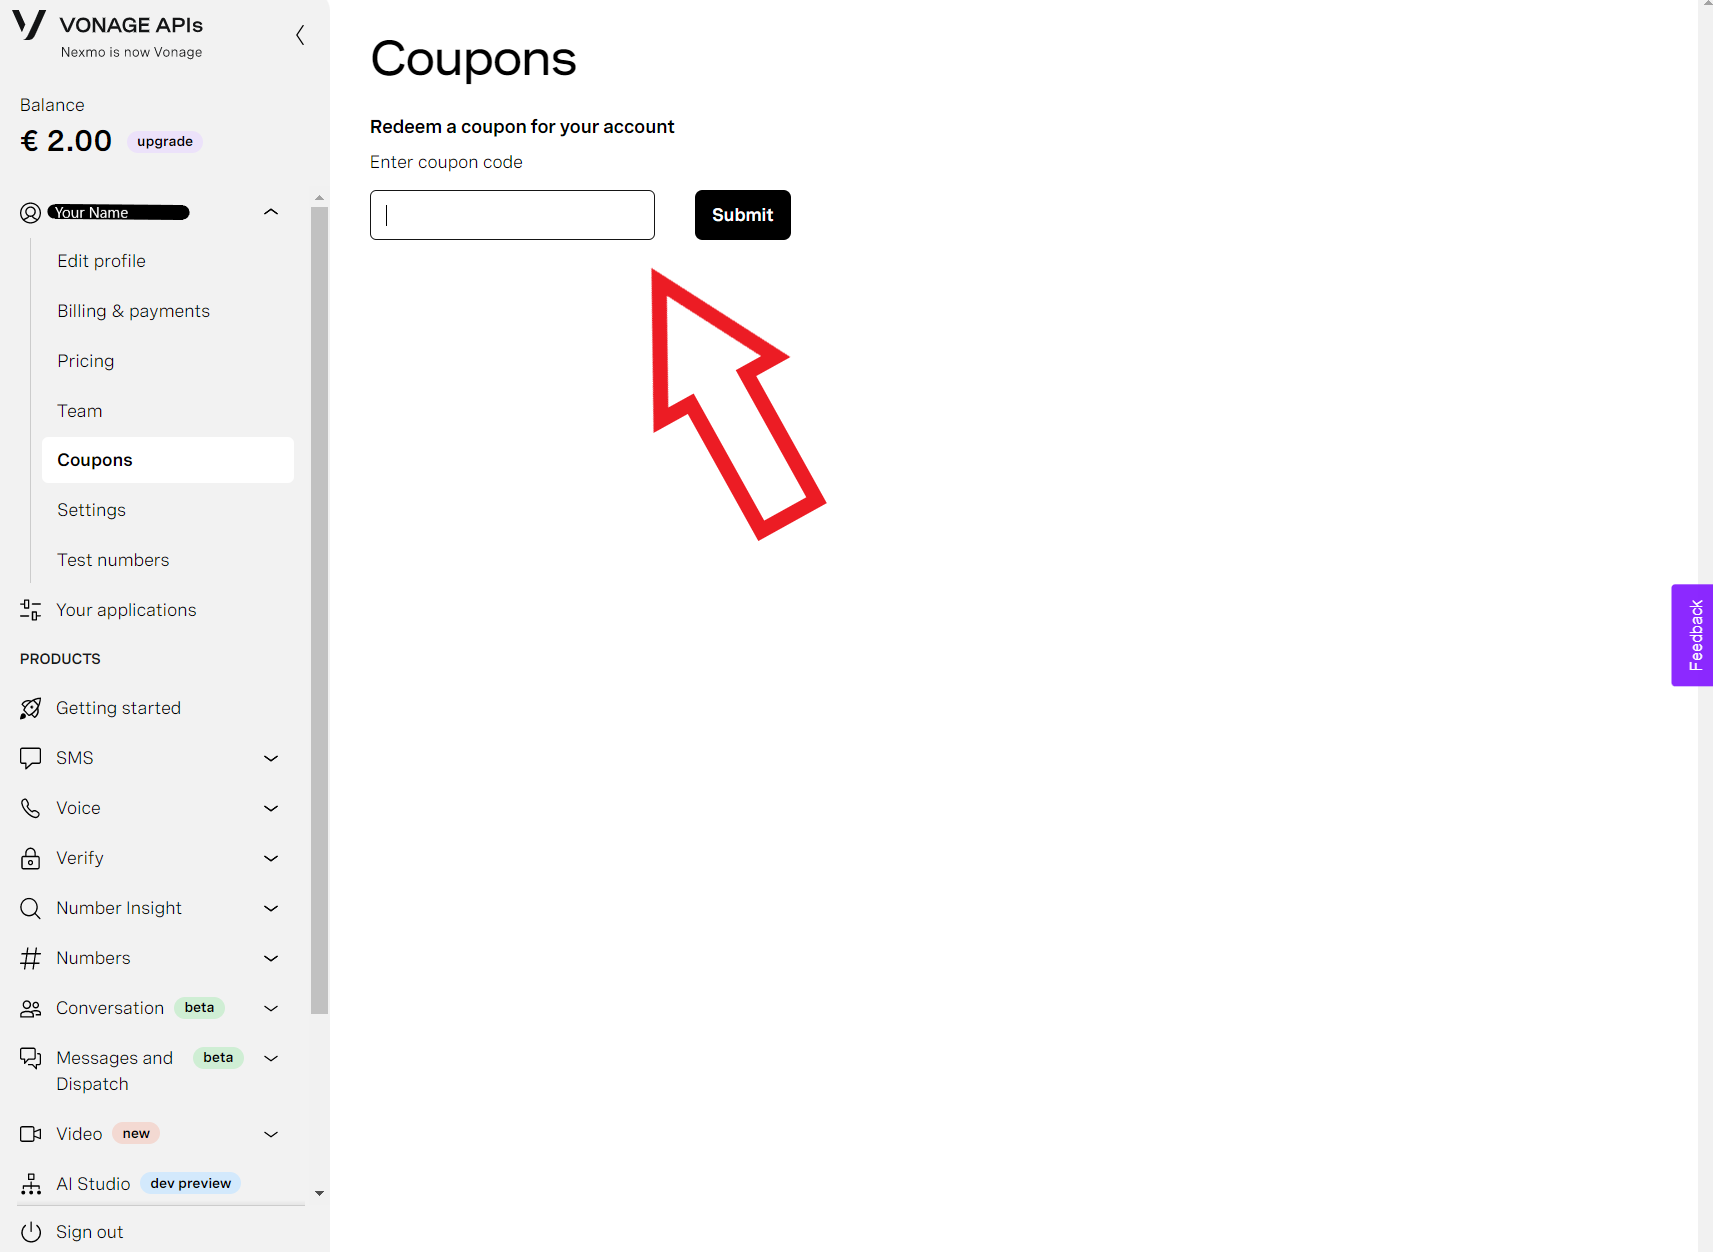 VONAGE APIs
Nexmo is now Vonage
Balance
€ 2.00 upgrade
Your Name
Edit profile
Billing & payments
Pricing
Team
Coupons
Settings
Test numbers
Your applications
PRODUCTS
Getting started
SMS
Voice
Verify
Number Insight
Numbers
Conversation beta
Messages and beta
Dispatch
Video new
AI Studio dev preview
Sign out
Coupons
Redeem a coupon for your account
Enter coupon code
Submit
Feedback